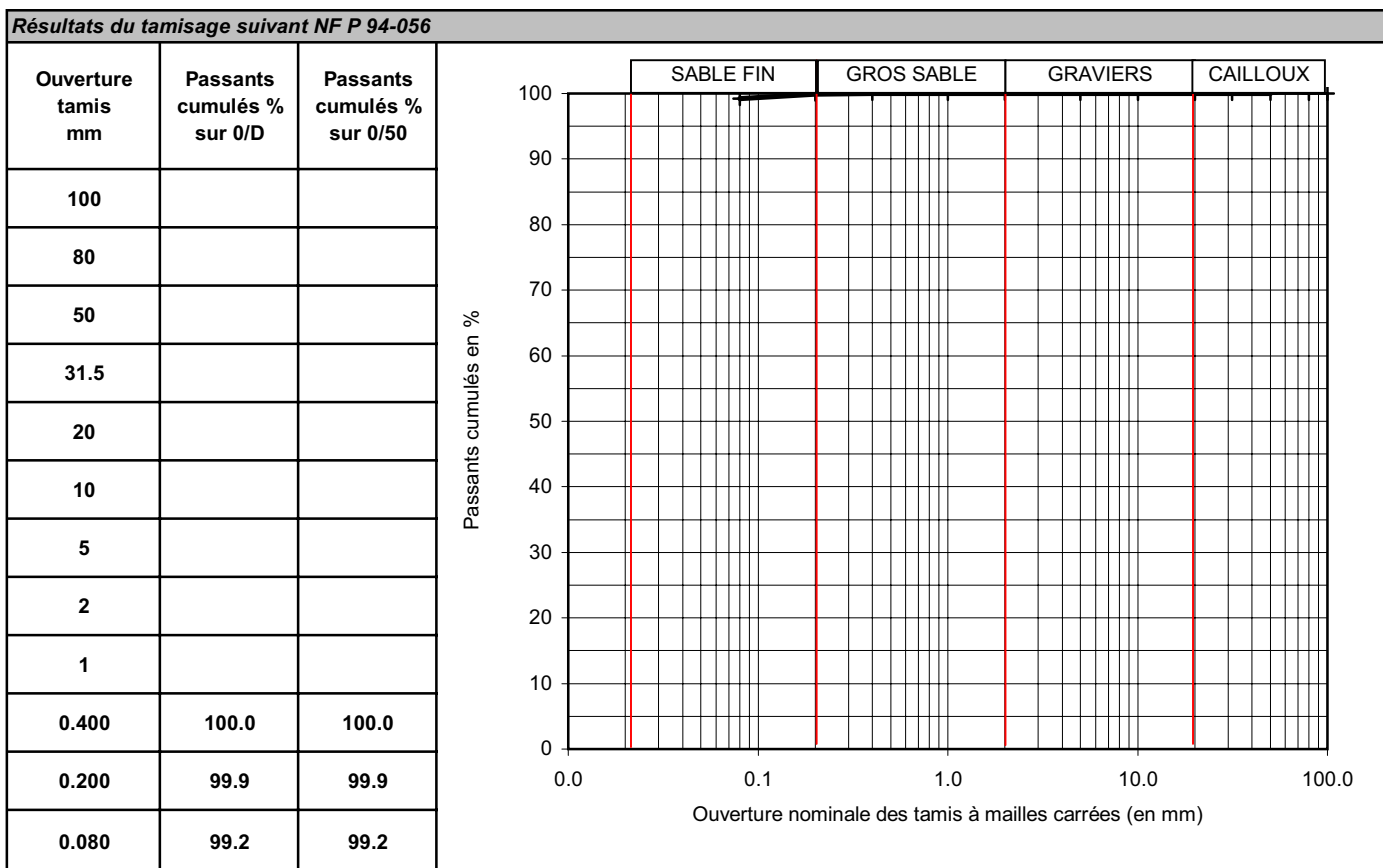 Résultats du tamisage suivant NF P 94-056
Ouverture
tamis
mm
Passants
cumulés %
sur 0/D
Passants
cumulés %
sur 0/50
100
80
50
31.5
20
10
5
2
1
0.400 100.0 100.0
0.200 99.9 99.9
0.080 99.2 99.2
SABLE FIN GROS SABLE GRAVIERS CAILLOUX
Passants cumulés en %
100
90
80
70
60
50
40
30
20
10
0
0.0 0.1 1.0 10.0 100.0
Ouverture nominale des tamis à mailles carrées (en mm)